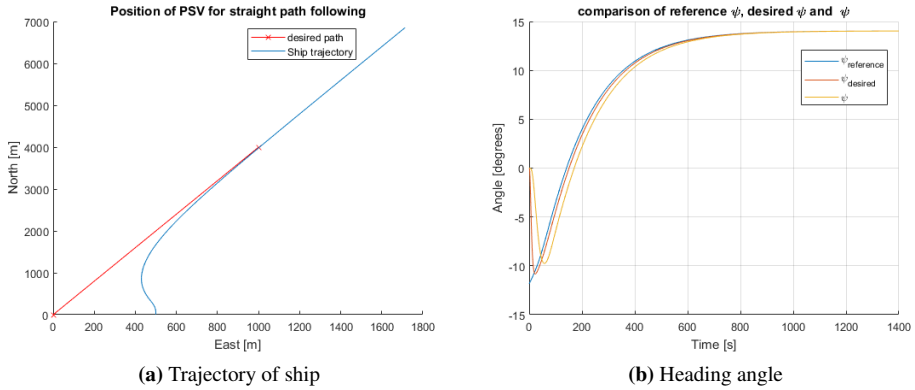 Position of PSV for straight path following
7000
6000
5000
4000
3000
2000
1000
0
North [m]
desired path
Ship trajectory
0 200 400 600 800 1000 1200 1400 1600 1800
East [m]
(a) Trajectory of ship
comparison of reference ψ, desired ψ and ψ
15
10
5
0
-5
-10
-15
Angle [degrees]
ψreference
ψdesired
ψ
0 200 400 600 800 1000 1200 1400
Time [s]
(b) Heading angle